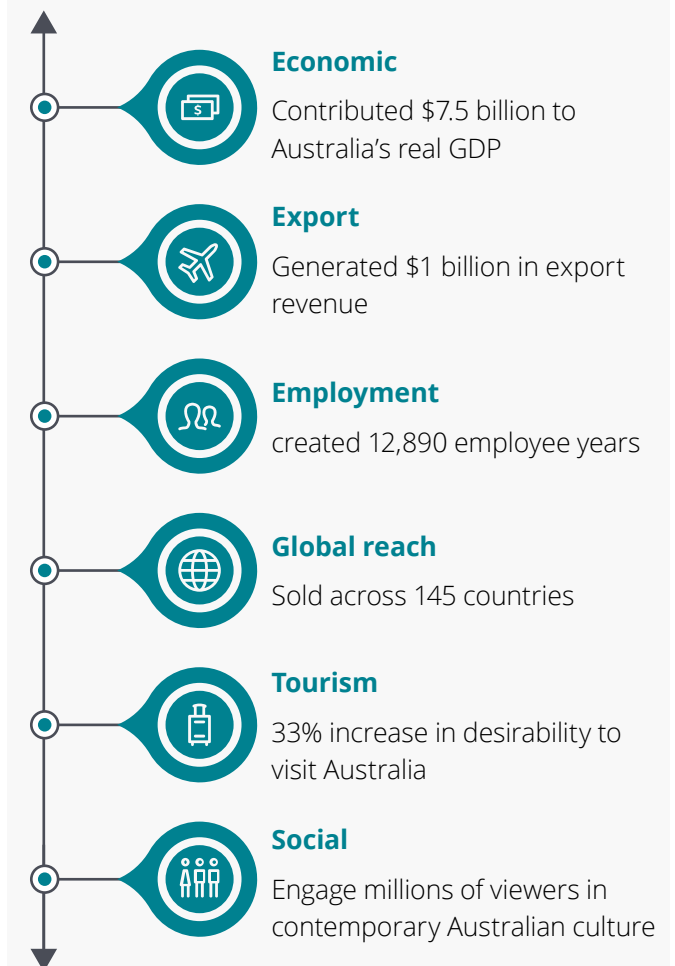 Economic
Contributed $7.5 billion to
Australia’s real GDP
Export
Generated $1 billion in export
revenue
Employment
created 12,890 employee years
Global reach
Sold across 145 countries
Tourism
33% increase in desirability to
visit Australia
Social
Engage millions of viewers in
contemporary Australian culture